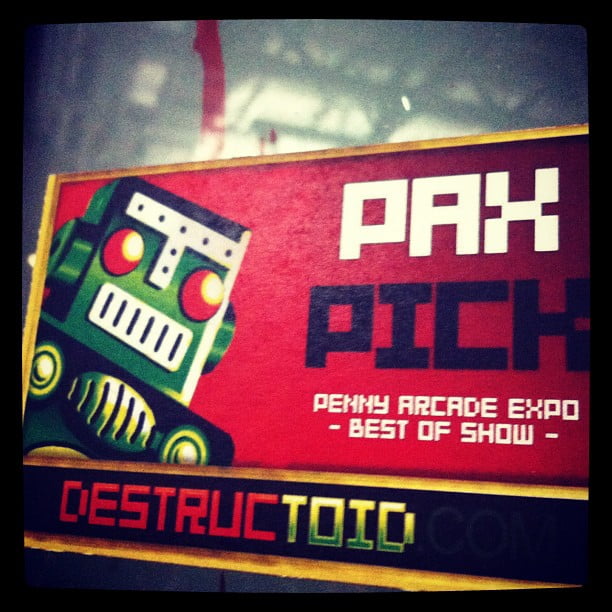 PAX
PICK
PENNY ARCADE EXPO
- BEST OF SHOW -
DESTRUCTOID.COM